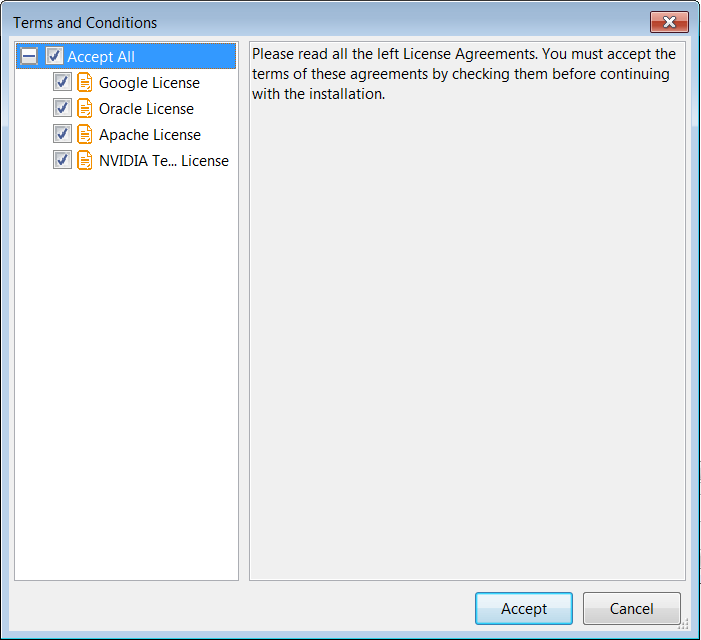 Terms and Conditions
Accept All
Google License
Oracle License
Apache License
NVIDIA Te... License
Please read all the left License Agreements. You must accept the
terms of these agreements by checking them before continuing
with the installation.
Accept
Cancel